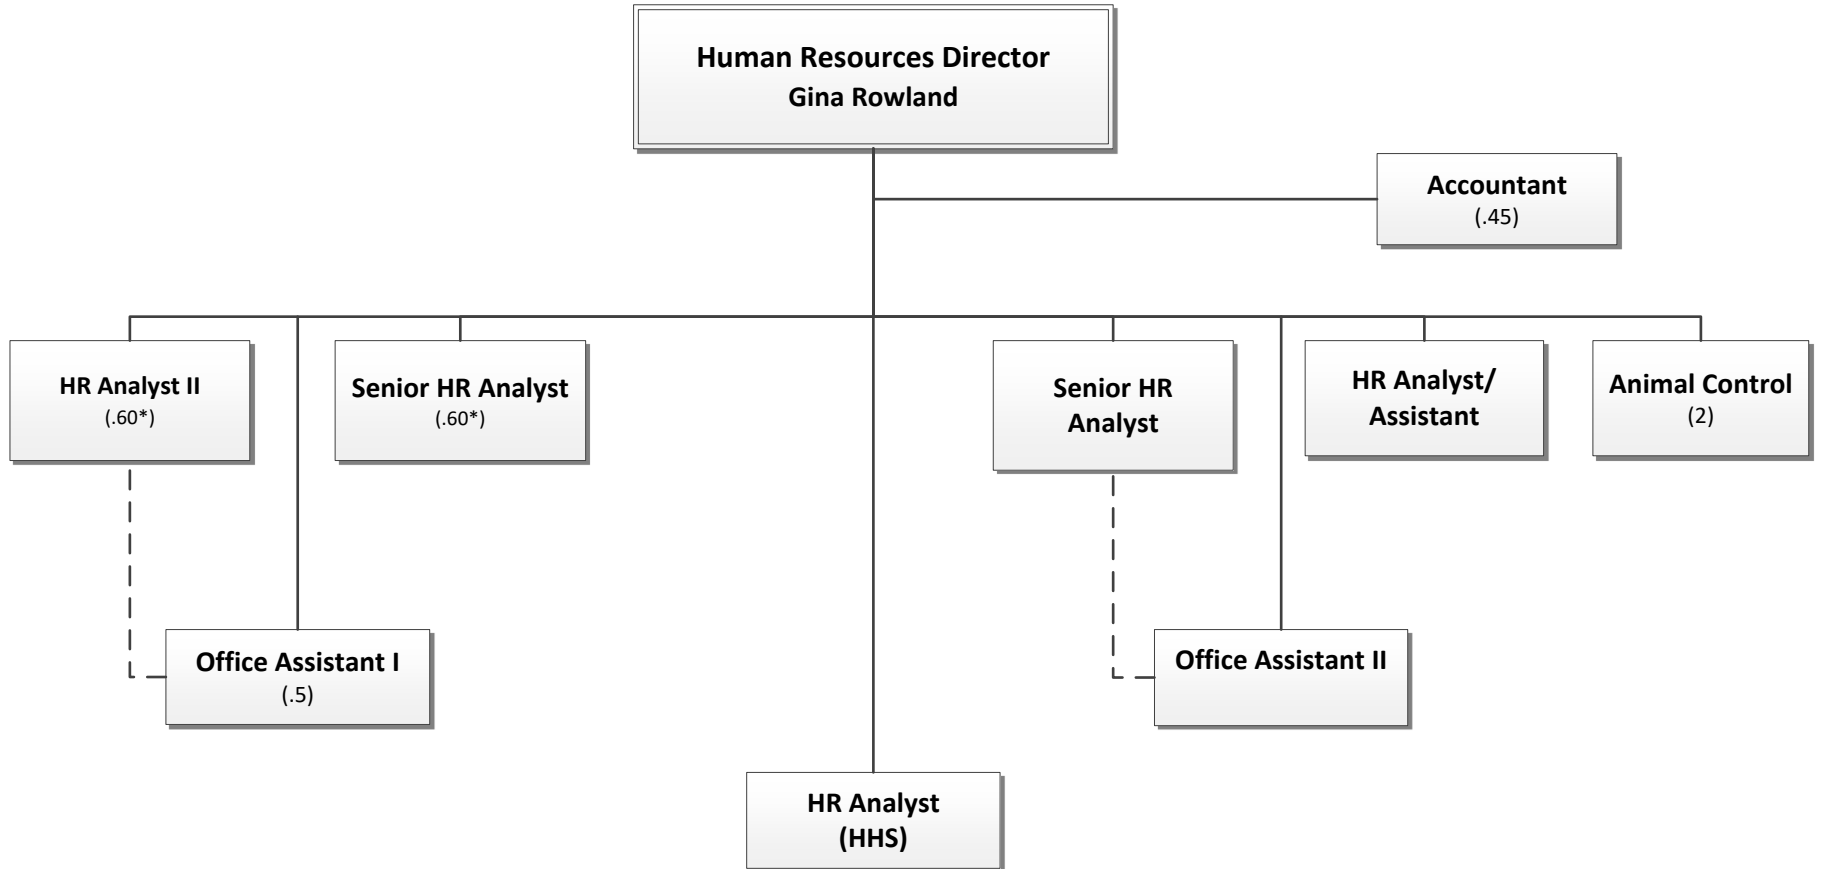 Human Resources Director
Gina Rowland
Accountant
(.45)
HR Analyst II
(.60*)
Senior HR Analyst
(.60*)
Senior HR
Analyst
HR Analyst/
Assistant
Animal Control
(2)
Office Assistant I
(.5)
Office Assistant II
HR Analyst
(HHS)